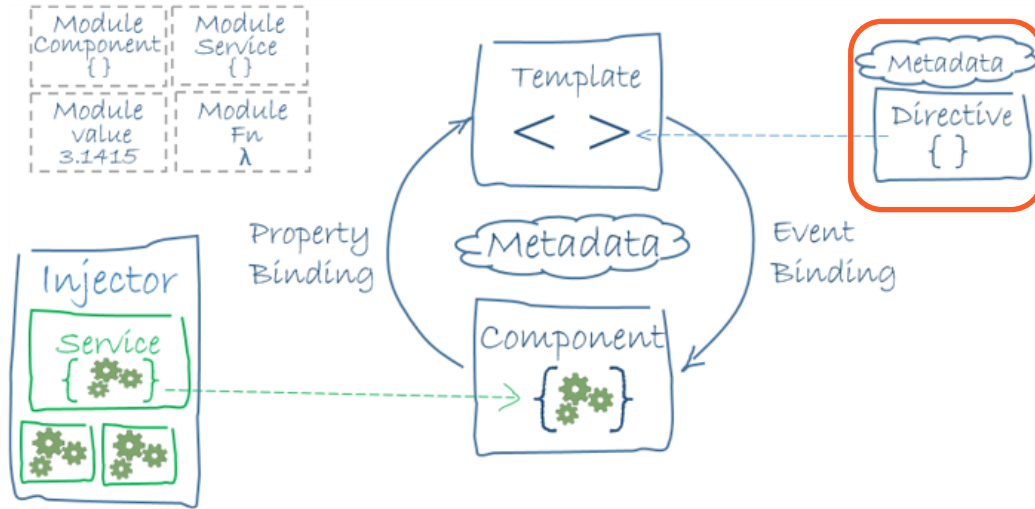 Module
Component
{ }
Module
Service
{ }
Module
value
3.1415
Module
Fn
λ
Template
< >
Metadata
Directive
{ }
Property
Binding
Metadata
Event
Binding
Injector
Service
{ }
Component
{ }